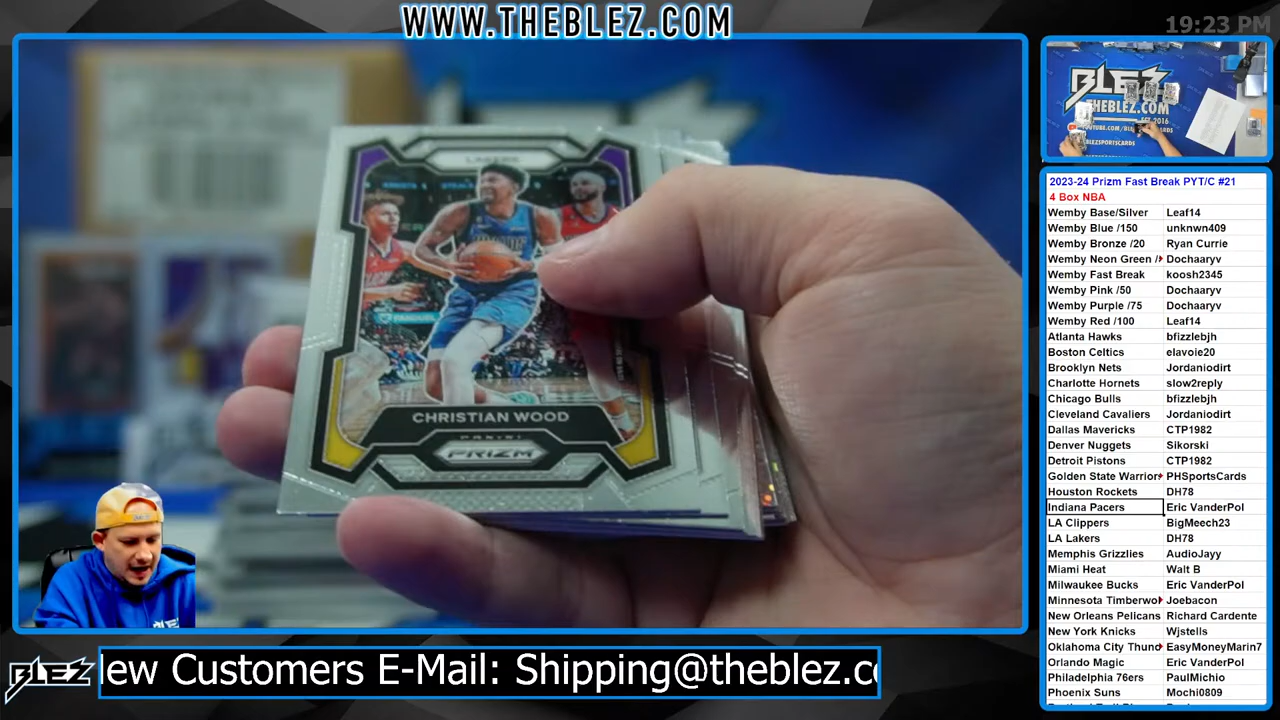 WWW.THEBLEZ.COM
19:23 PM
LAKERS
CHRISTIAN WOOD
PANINI
PRIZM
BLEZ
THEBLEZ.COM
EST. 2016
2023-24 Prizm Fast Break PYT/C #21
4 Box NBA
Wemby Base/Silver Leaf14
Wemby Blue /150 unknwn409
Wemby Bronze /20 Ryan Currie
Wemby Neon Green / Dochaaryv
Wemby Fast Break koosh2345
Wemby Pink /50 Dochaaryv
Wemby Purple /75 Dochaaryv
Wemby Red /100 Leaf14
Atlanta Hawks bfizzlebjh
Boston Celtics elavoie20
Brooklyn Nets Jordaniodirt
Charlotte Hornets slow2reply
Chicago Bulls bfizzlebjh
Cleveland Cavaliers Jordaniodirt
Dallas Mavericks CTP1982
Denver Nuggets Sikorski
Detroit Pistons CTP1982
Golden State Warrior PHSportsCards
Houston Rockets DH78
Indiana Pacers Eric VanderPol
LA Clippers BigMeech23
LA Lakers DH78
Memphis Grizzlies AudioJayy
Miami Heat Walt B
Milwaukee Bucks Eric VanderPol
Minnesota Timberwo Joebacon
New Orleans Pelicans Richard Cardente
New York Knicks Wjstells
Oklahoma City Thund EasyMoneyMarin7
Orlando Magic Eric VanderPol
Philadelphia 76ers PaulMichio
Phoenix Suns Mochi0809
BLEZ
ew Customers E-Mail: Shipping@theblez.c